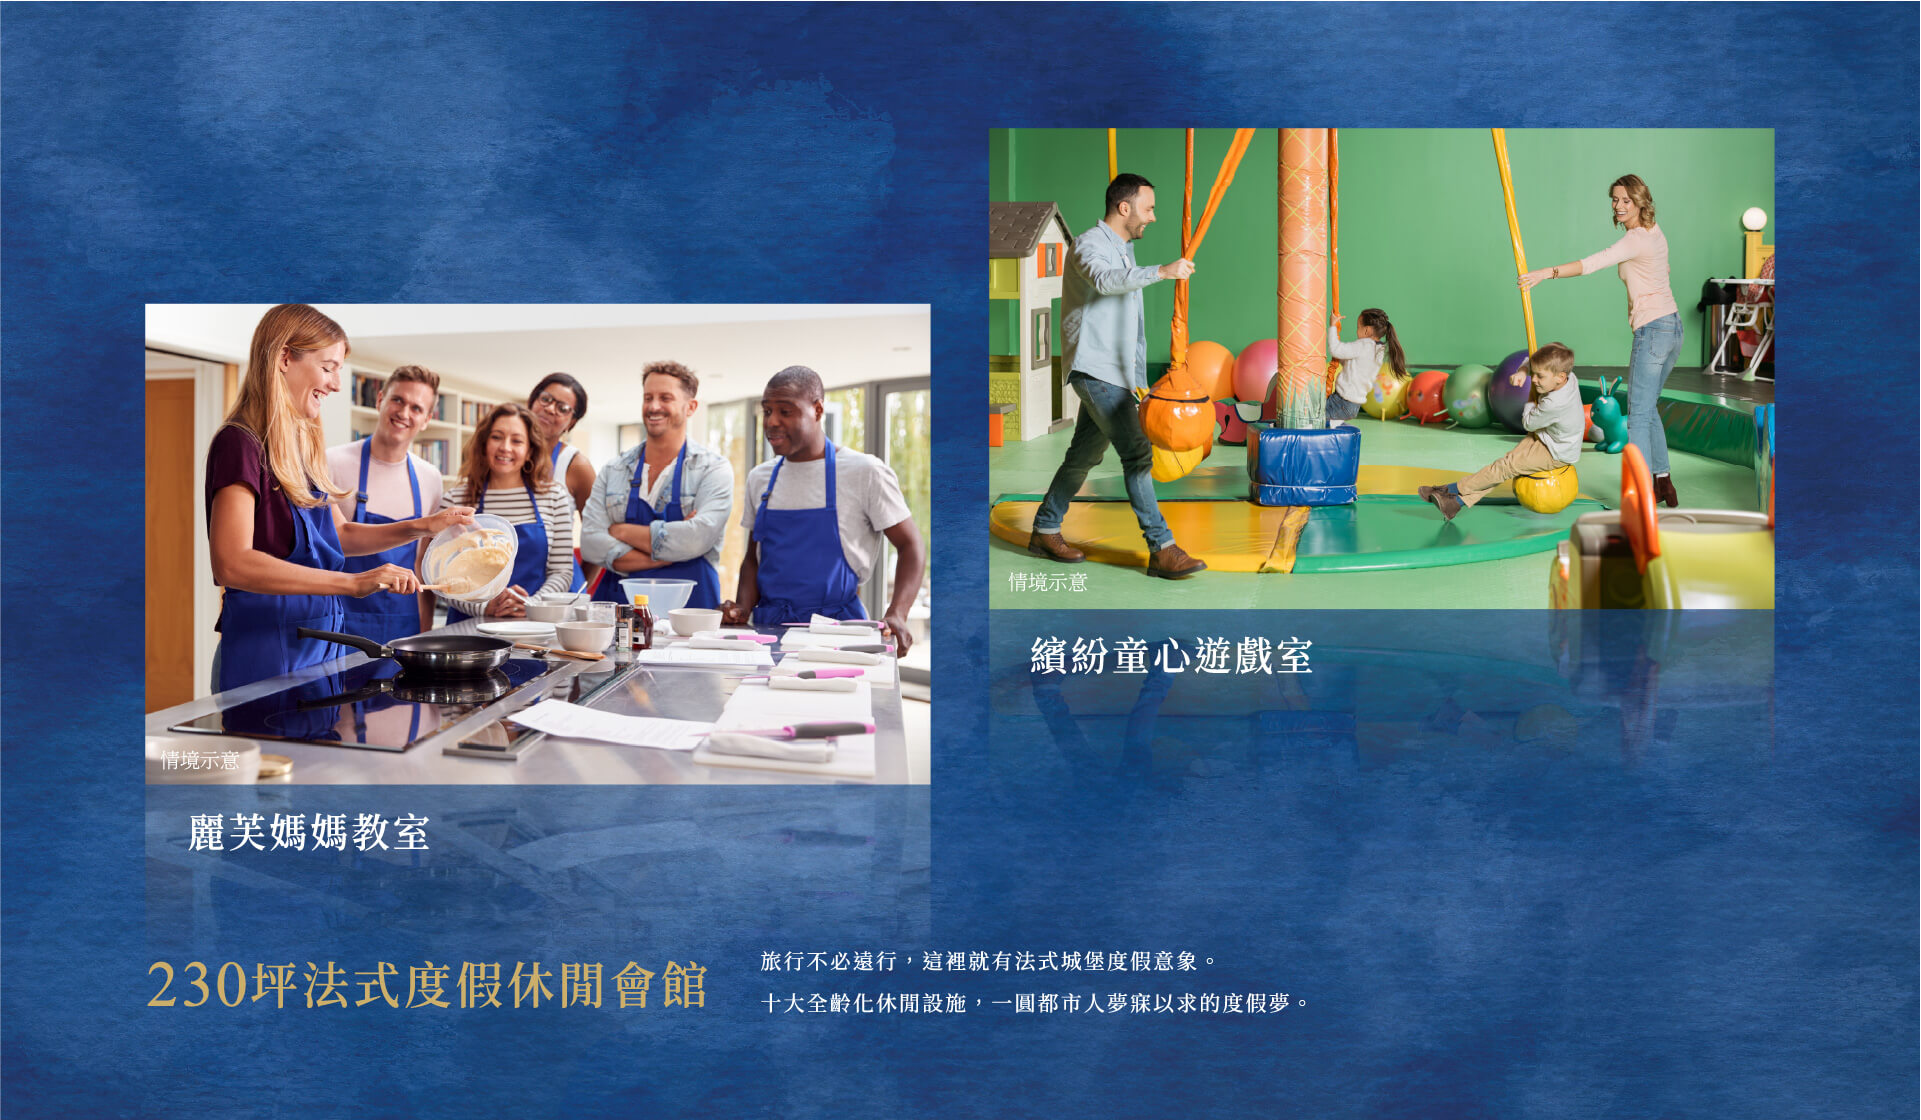 情境示意
繽紛童心遊戲室
情境示意
麗芙媽媽教室
230坪法式度假休閒會館
旅行不必遠行，這裡就有法式城堡度假意象。
十大全齡化休閒設施，一圓都市人夢寐以求的度假夢。